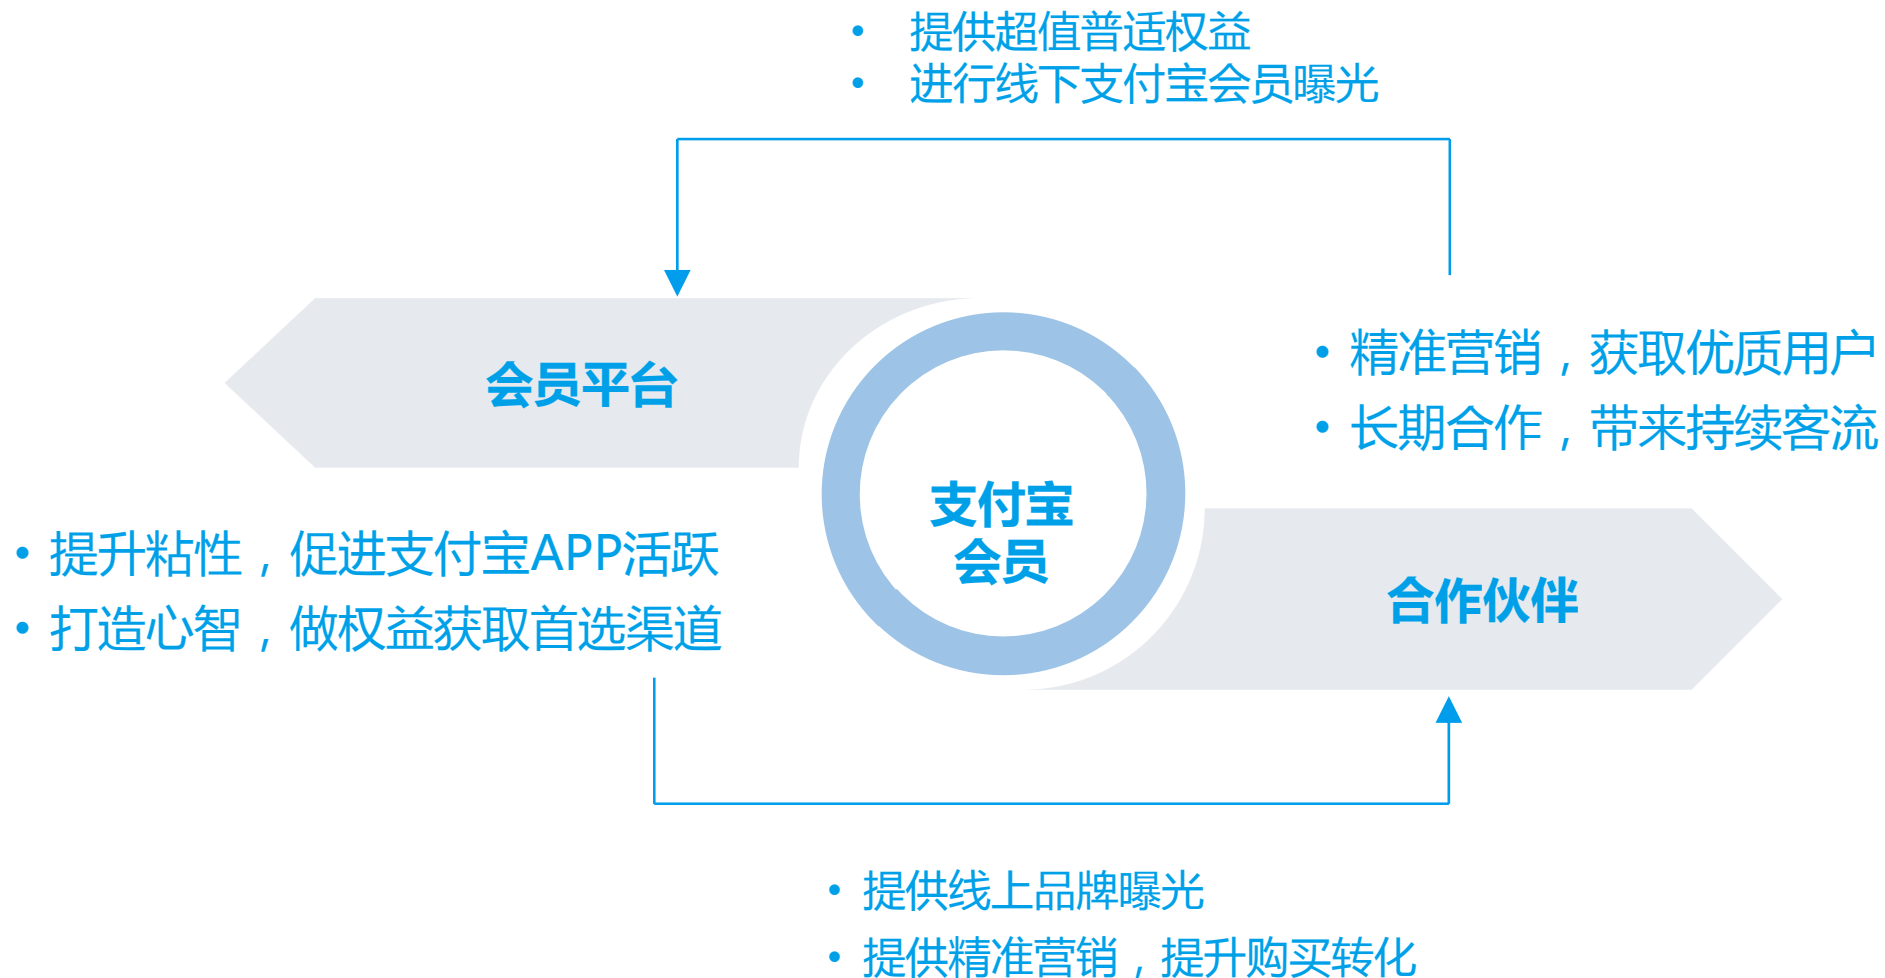 • 提供超值普适权益
• 进行线下支付宝会员曝光
会员平台
• 精准营销，获取优质用户
• 长期合作，带来持续客流
支付宝
会员
• 提升粘性，促进支付宝APP活跃
• 打造心智，做权益获取首选渠道
合作伙伴
• 提供线上品牌曝光
• 提供精准营销，提升购买转化